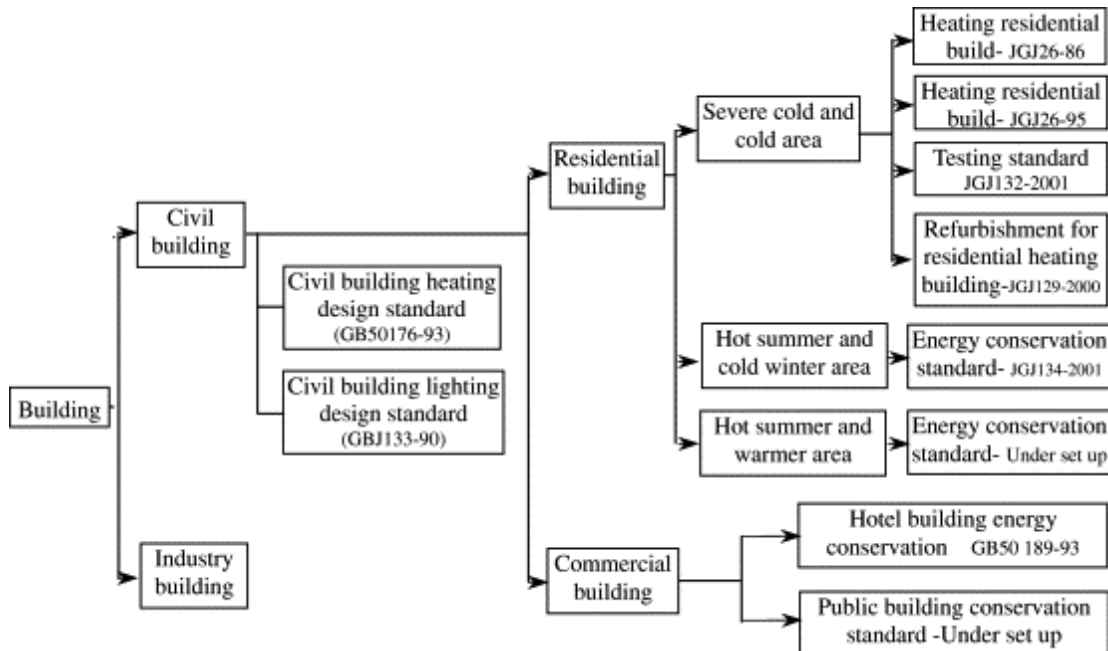 Building
Civil
building
Industry
building
Civil building heating
design standard
(GB50176-93)
Civil building lighting
design standard
(GBJ133-90)
Residential
building
Commercial
building
Severe cold and
cold area
Hot summer and
cold winter area
Hot summer and
warmer area
Heating residential
build- JGJ26-86
Heating residential
build- JGJ26-95
Testing standard
JGJ132-2001
Refurbishment for
residential heating
building-JGJ129-2000
Energy conservation
standard- JGJ134-2001
Energy conservation
standard- Under set up
Hotel building energy
conservation GB50 189-93
Public building conservation
standard -Under set up